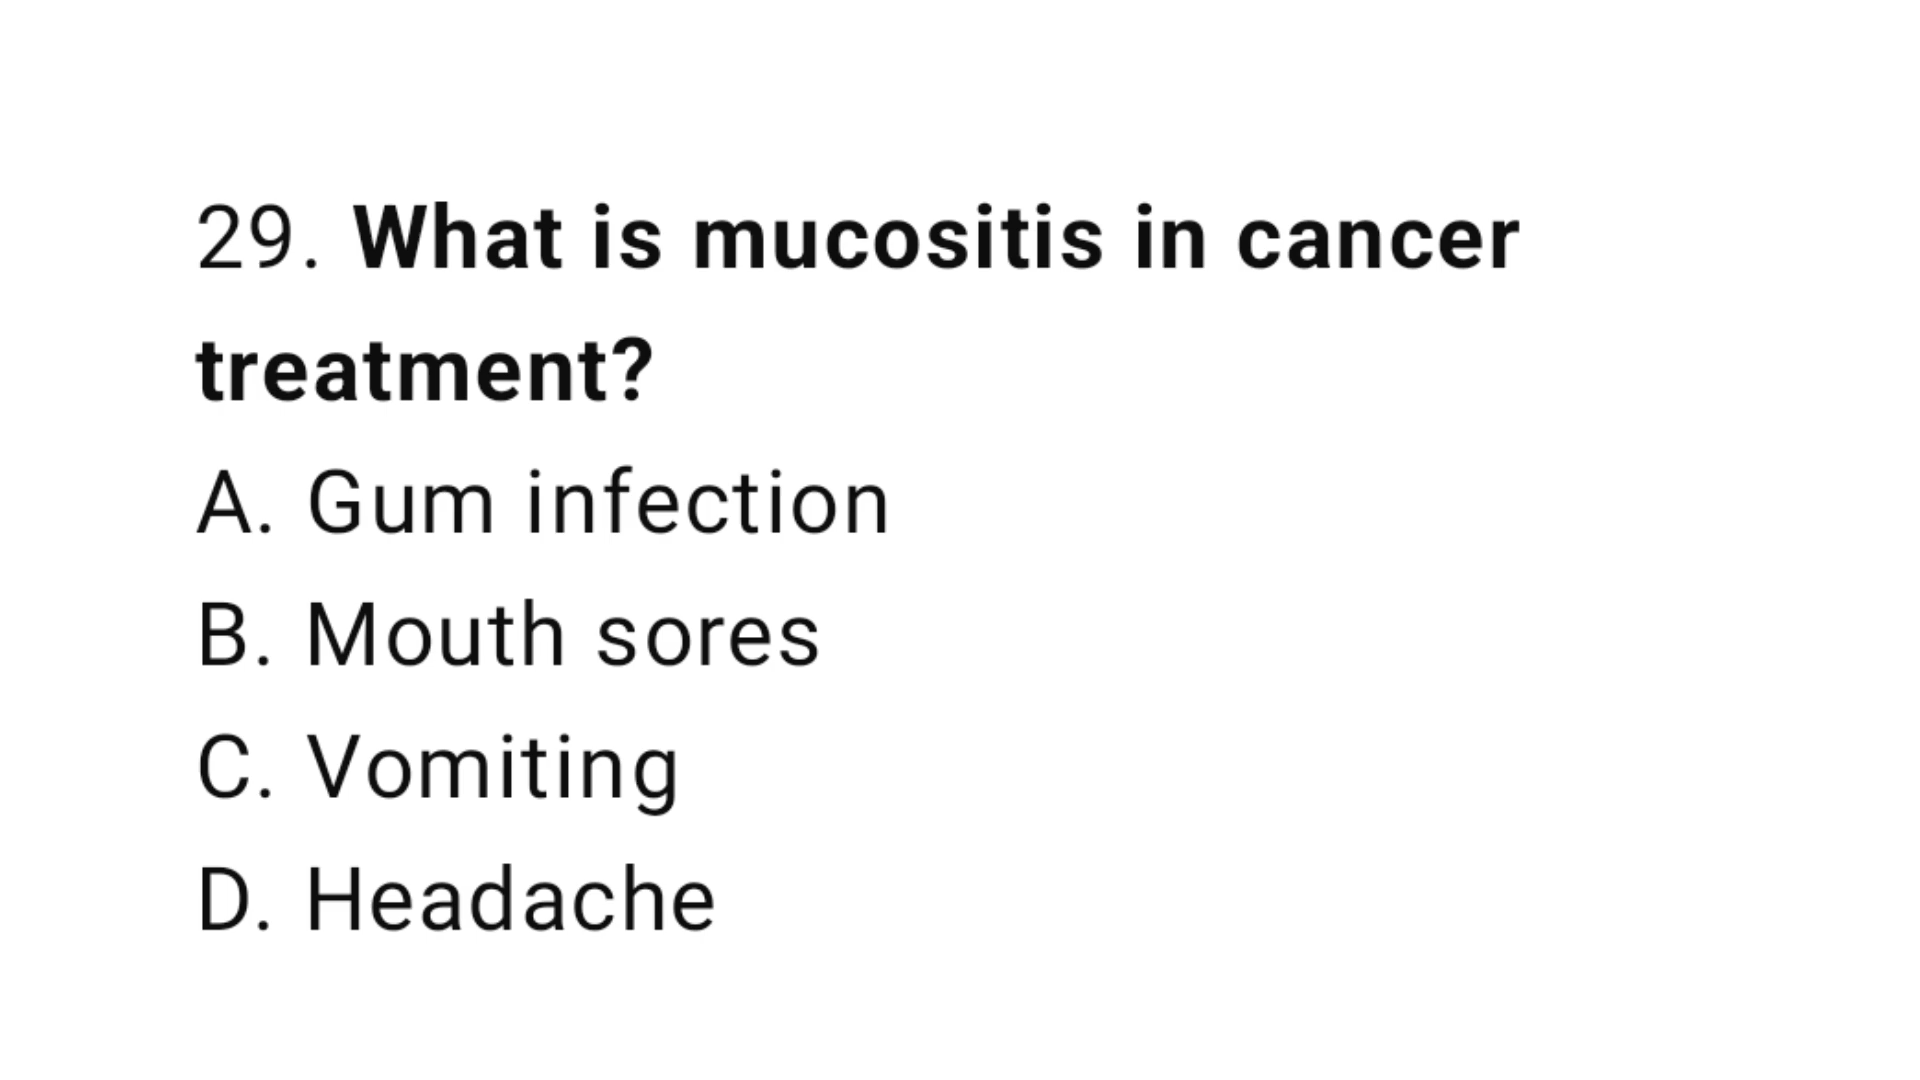 29. What is mucositis in cancer
treatment?
A. Gum infection
B. Mouth sores
C. Vomiting
D. Headache